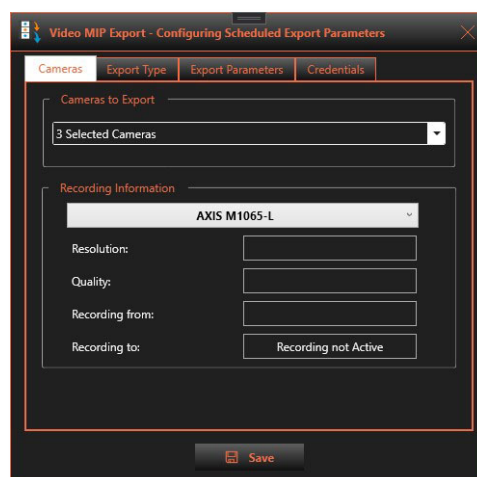 Video MIP Export - Configuring Scheduled Export Parameters
Cameras Export Type Export Parameters Credentials
Cameras to Export
3 Selected Cameras
Recording Information
AXIS M1065-L
Resolution:
Quality:
Recording from:
Recording to: Recording not Active
Save